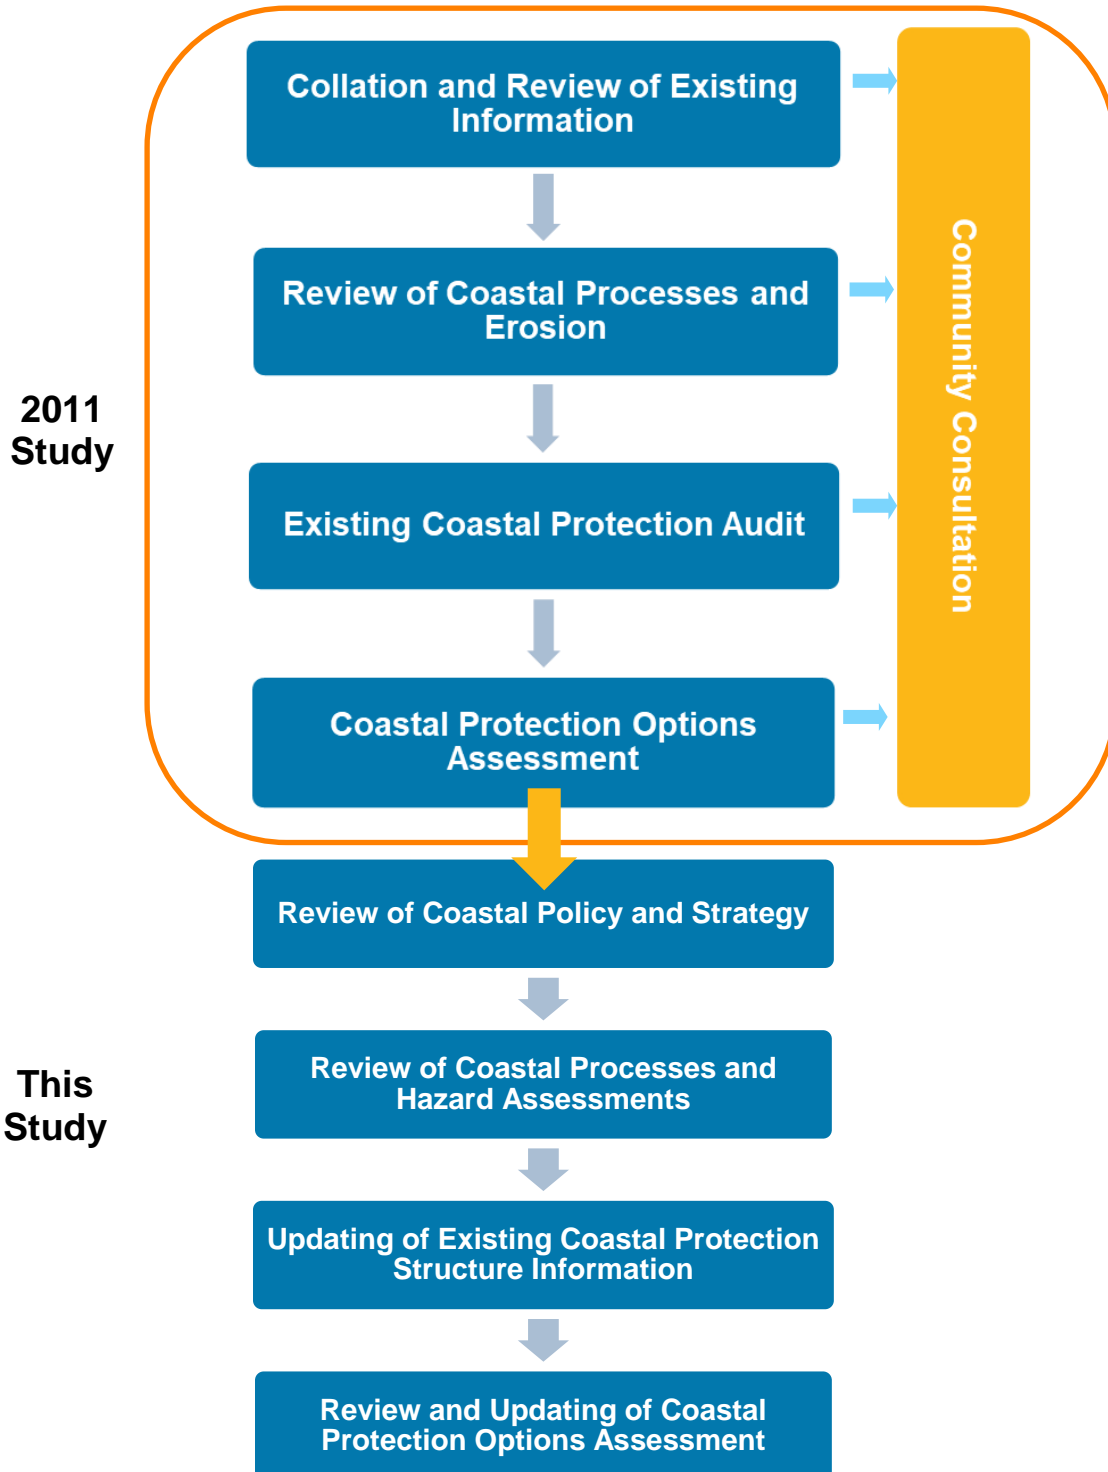 Collation and Review of Existing
Information
Review of Coastal Processes and
Erosion
2011
Study
Existing Coastal Protection Audit
Coastal Protection Options
Assessment
Community Consultation
Review of Coastal Policy and Strategy
This
Study
Review of Coastal Processes and
Hazard Assessments
Updating of Existing Coastal Protection
Structure Information
Review and Updating of Coastal
Protection Options Assessment